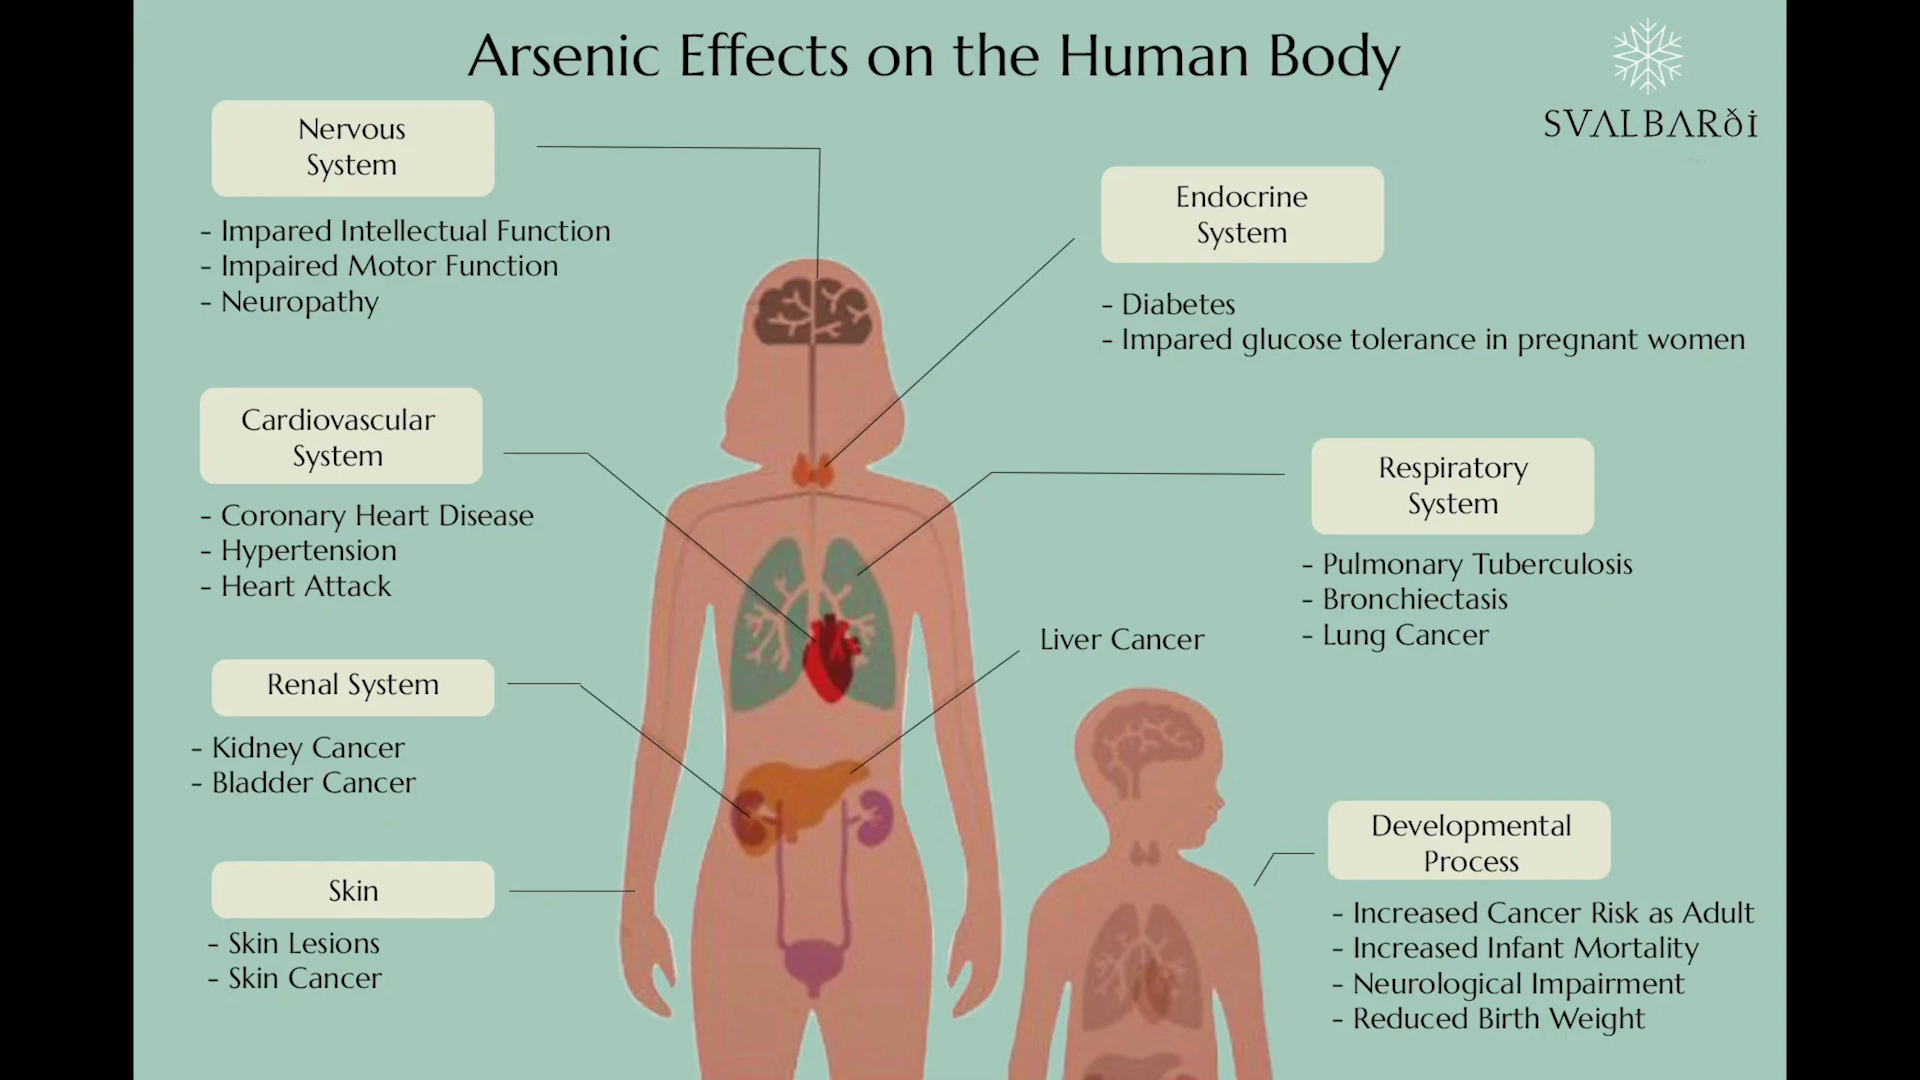 Arsenic Effects on the Human Body
SVALBARði
Nervous
System
- Impared Intellectual Function
- Impaired Motor Function
- Neuropathy
Endocrine
System
- Diabetes
- Impared glucose tolerance in pregnant women
Cardiovascular
System
- Coronary Heart Disease
- Hypertension
- Heart Attack
Respiratory
System
- Pulmonary Tuberculosis
- Bronchiectasis
- Lung Cancer
Liver Cancer
Renal System
- Kidney Cancer
- Bladder Cancer
Skin
- Skin Lesions
- Skin Cancer
Developmental
Process
- Increased Cancer Risk as Adult
- Increased Infant Mortality
- Neurological Impairment
- Reduced Birth Weight